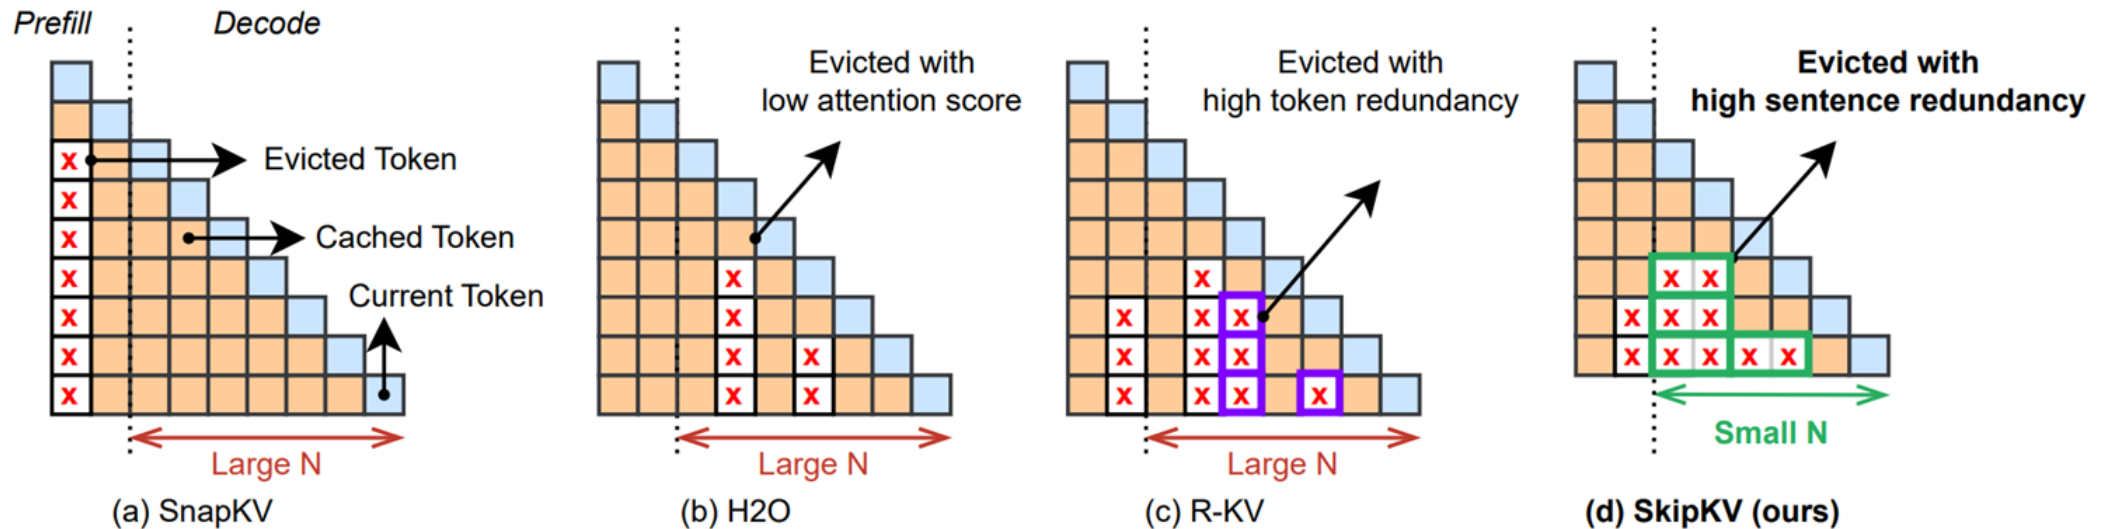 Prefill
Decode
Evicted Token
Cached Token
Current Token
x
x
x
x
x
x
x
Large N
(a) SnapKV
Evicted with
low attention score
x
x
x x
x x
Large N
(b) H2O
Evicted with
high token redundancy
x
x x x
x x x
x x x x
Large N
(c) R-KV
Evicted with
high sentence redundancy
x x
x x x
x x x x x
Small N
(d) SkipKV (ours)